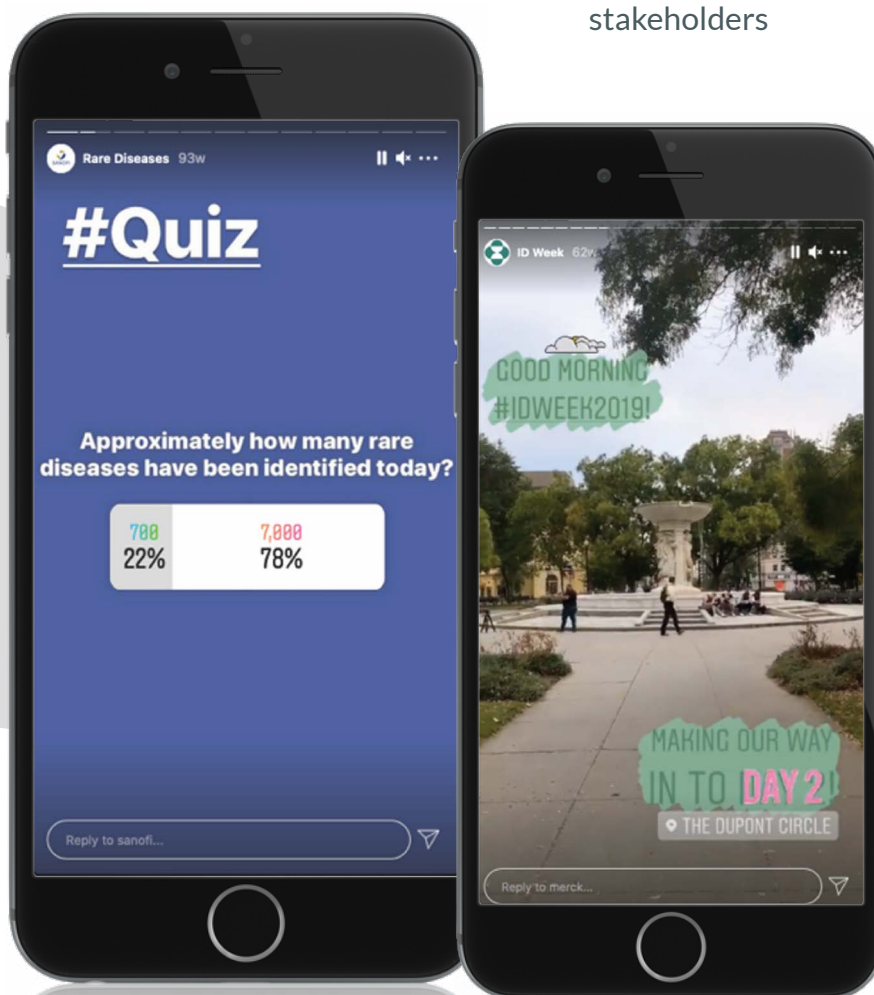 stakeholders
Rare Diseases 93w
#Quiz
Approximately how many rare
diseases have been identified today?
700 7,000
22% 78%
Reply to sanofi...
ID Week 62w
GOOD MORNING
#IDWEEK2019!
MAKING OUR WAY
IN TO DAY 2!
THE DUPONT CIRCLE
Reply to merck...